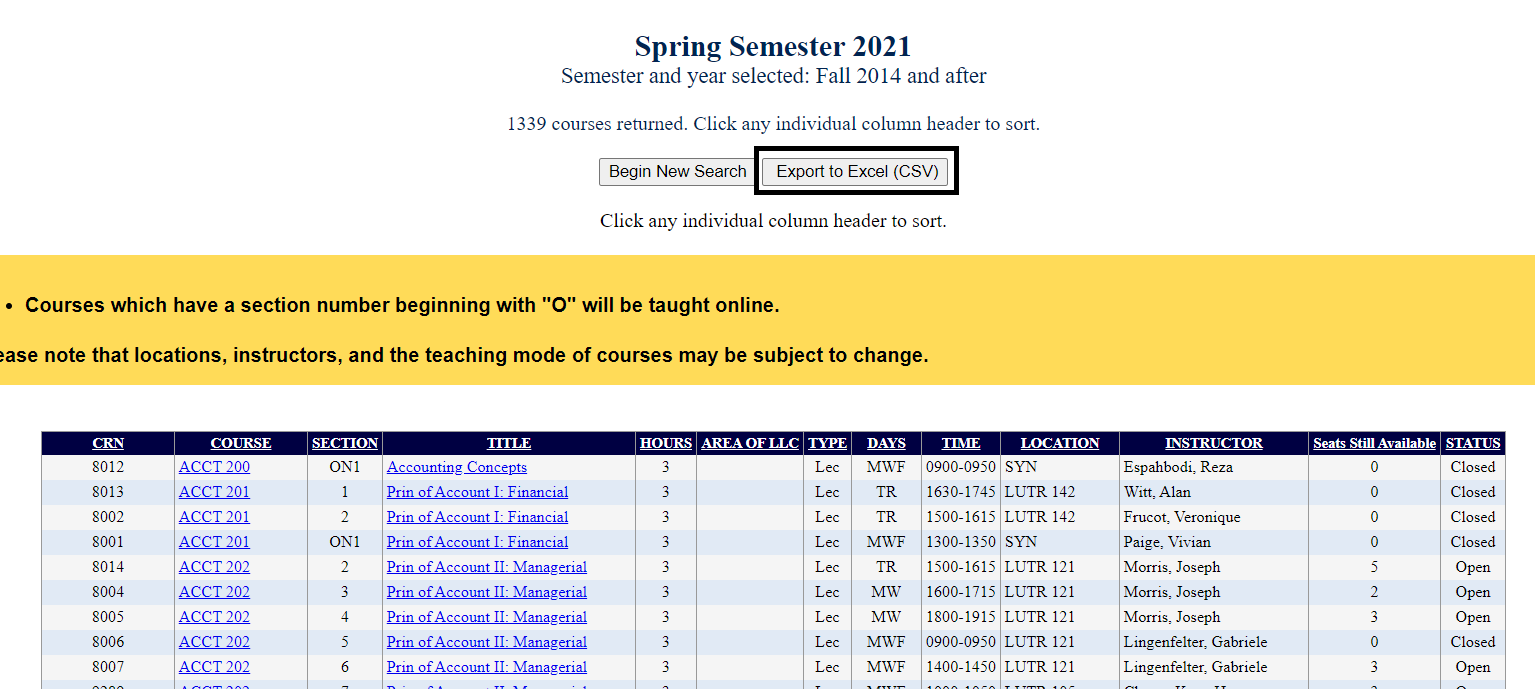 Spring Semester 2021
Semester and year selected: Fall 2014 and after
1339 courses returned. Click any individual column header to sort.
Begin New Search Export to Excel (CSV)
Click any individual column header to sort.
• Courses which have a section number beginning with "O" will be taught online.
ease note that locations, instructors, and the teaching mode of courses may be subject to change.
CRN COURSE SECTION TITLE HOURS AREA OF LLC TYPE DAYS TIME LOCATION INSTRUCTOR Seats Still Available STATUS
8012 ACCT 200 ON1 Accounting Concepts 3 Lec MWF 0900-0950 SYN Espahbodi, Reza 0 Closed
8013 ACCT 201 1 Prin of Account I: Financial 3 Lec TR 1630-1745 LUTR 142 Witt, Alan 0 Closed
8002 ACCT 201 2 Prin of Account I: Financial 3 Lec TR 1500-1615 LUTR 142 Frucot, Veronique 0 Closed
8001 ACCT 201 ON1 Prin of Account I: Financial 3 Lec MWF 1300-1350 SYN Paige, Vivian 0 Closed
8014 ACCT 202 2 Prin of Account II: Managerial 3 Lec TR 1500-1615 LUTR 121 Morris, Joseph 5 Open
8004 ACCT 202 3 Prin of Account II: Managerial 3 Lec MW 1600-1715 LUTR 121 Morris, Joseph 2 Open
8005 ACCT 202 4 Prin of Account II: Managerial 3 Lec MW 1800-1915 LUTR 121 Morris, Joseph 3 Open
8006 ACCT 202 5 Prin of Account II: Managerial 3 Lec MWF 0900-0950 LUTR 121 Lingenfelter, Gabriele 0 Closed
8007 ACCT 202 6 Prin of Account II: Managerial 3 Lec MWF 1400-1450 LUTR 121 Lingenfelter, Gabriele 3 Open